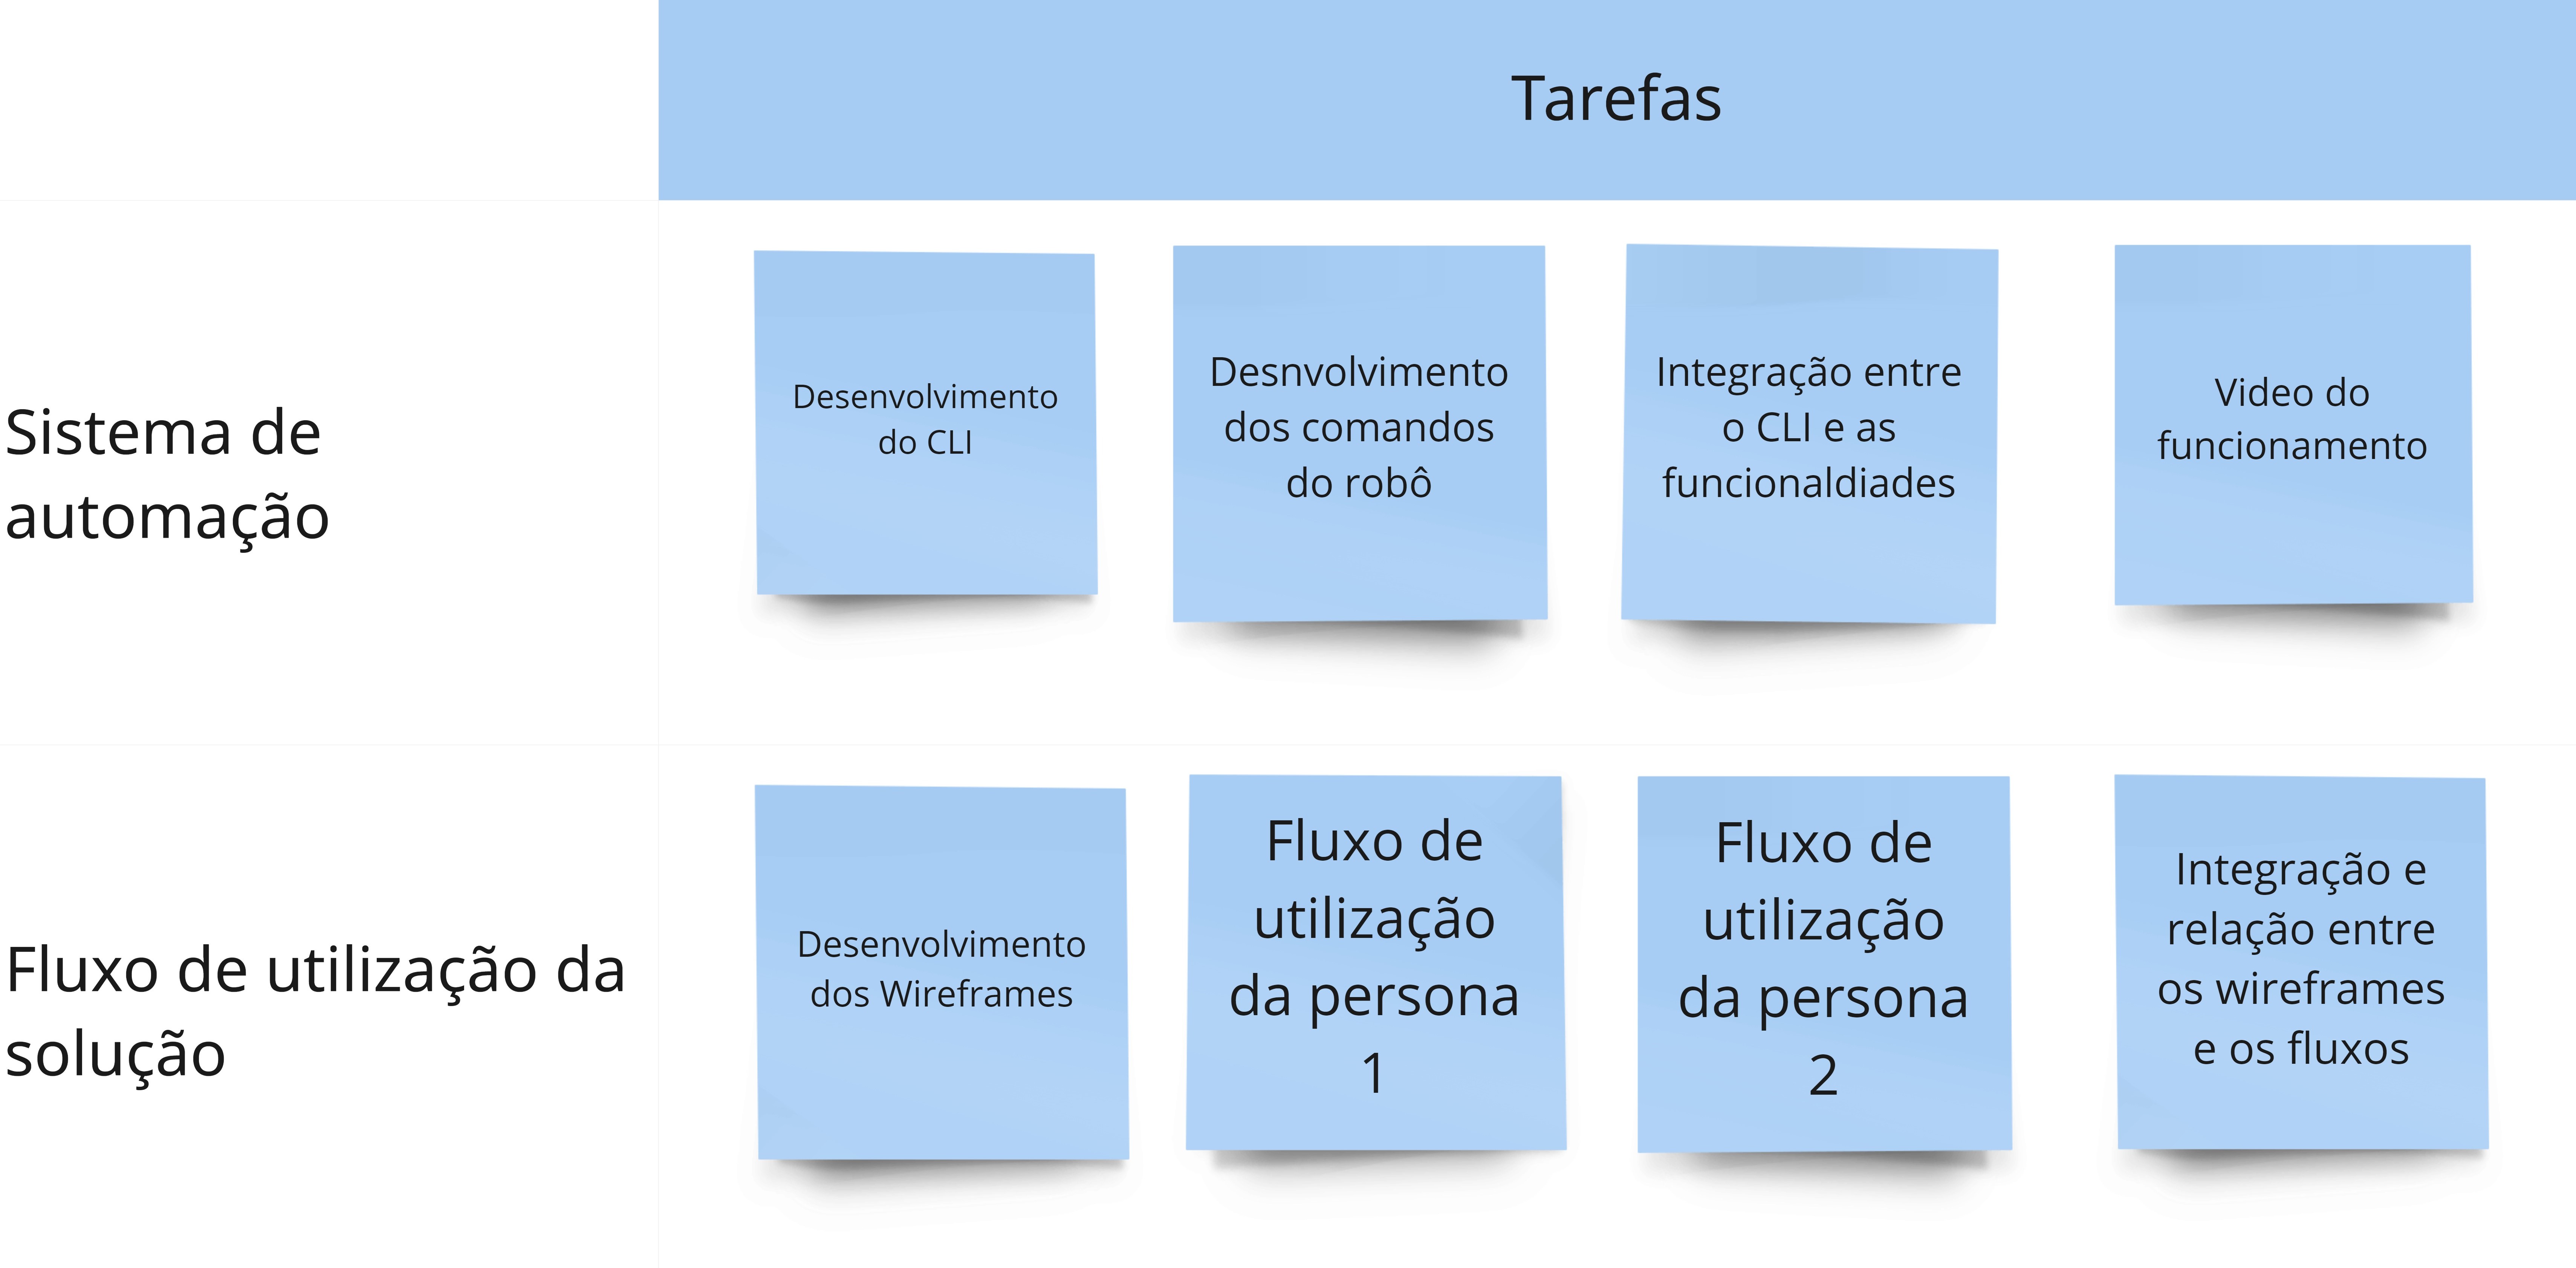 Tarefas
Sistema de
automação
Desenvolvimento
do CLI
Desnvolvimento
dos comandos
do robô
Integração entre
o CLI e as
funcionaldiades
Video do
funcionamento
Fluxo de utilização da
solução
Desenvolvimento
dos Wireframes
Fluxo de
utilização
da persona
1
Fluxo de
utilização
da persona
2
Integração e
relação entre
os wireframes
e os fluxos